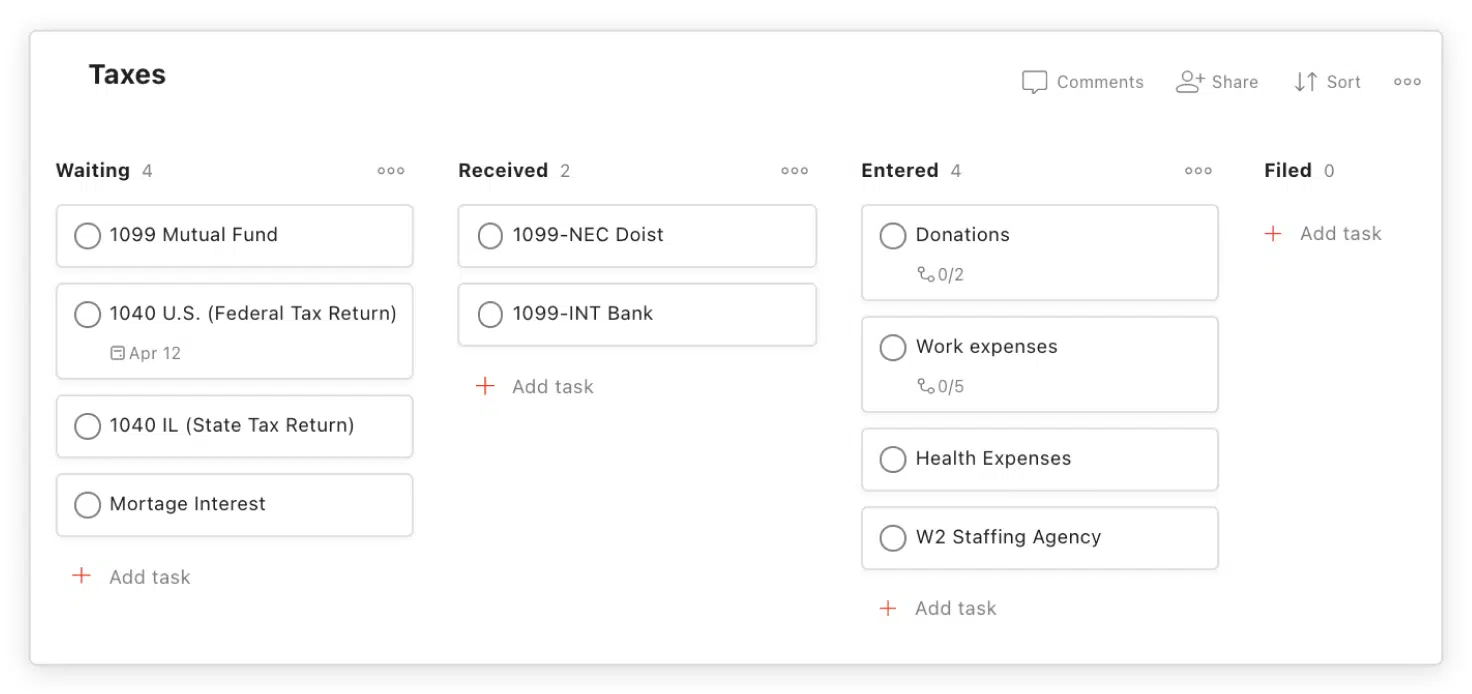 Taxes
Comments
Share
Sort
Waiting 4
1099 Mutual Fund
1040 U.S. (Federal Tax Return)
Apr 12
1040 IL (State Tax Return)
Mortage Interest
Add task
Received 2
1099-NEC Doist
1099-INT Bank
Add task
Entered 4
Donations
0/2
Work expenses
0/5
Health Expenses
W2 Staffing Agency
Add task
Filed 0
Add task